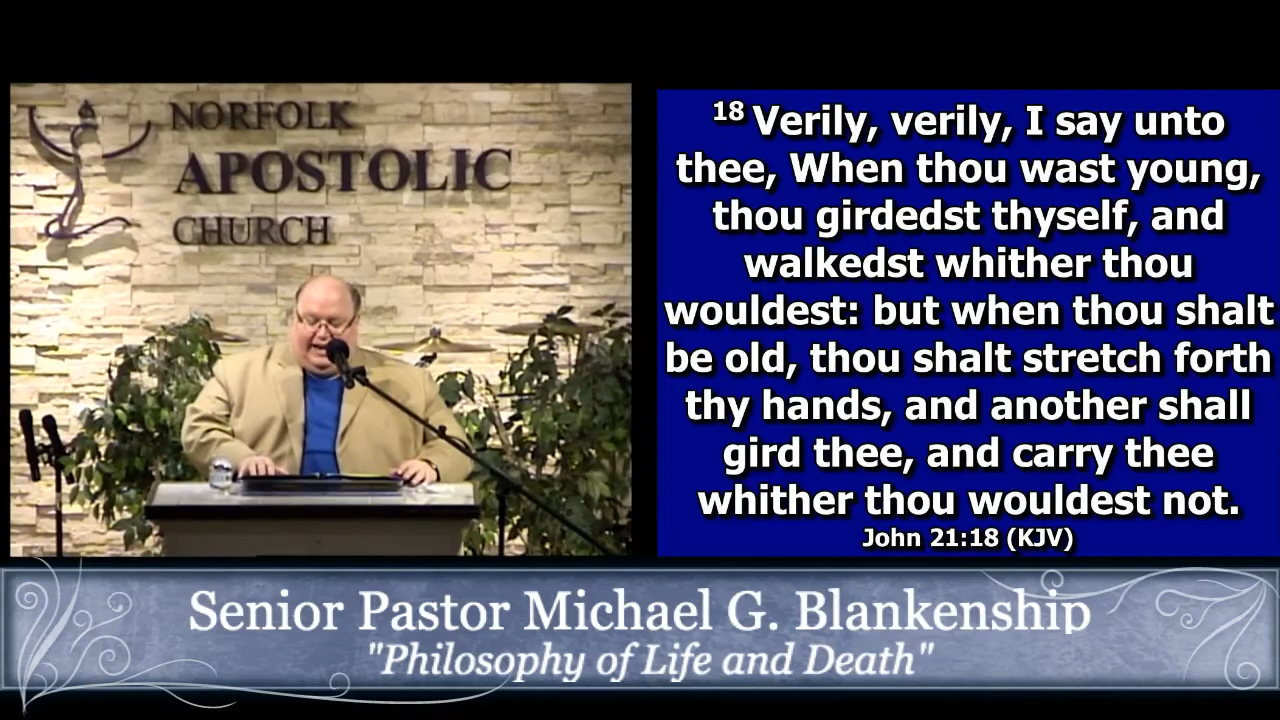 NORFOLK
APOSTOLIC
CHURCH
18 Verily, verily, I say unto
thee, When thou wast young,
thou girdedst thyself, and
walkedst whither thou
wouldest: but when thou shalt
be old, thou shalt stretch forth
thy hands, and another shall
gird thee, and carry thee
whither thou wouldest not.
John 21:18 (KJV)
Senior Pastor Michael G. Blankenship
"Philosophy of Life and Death"